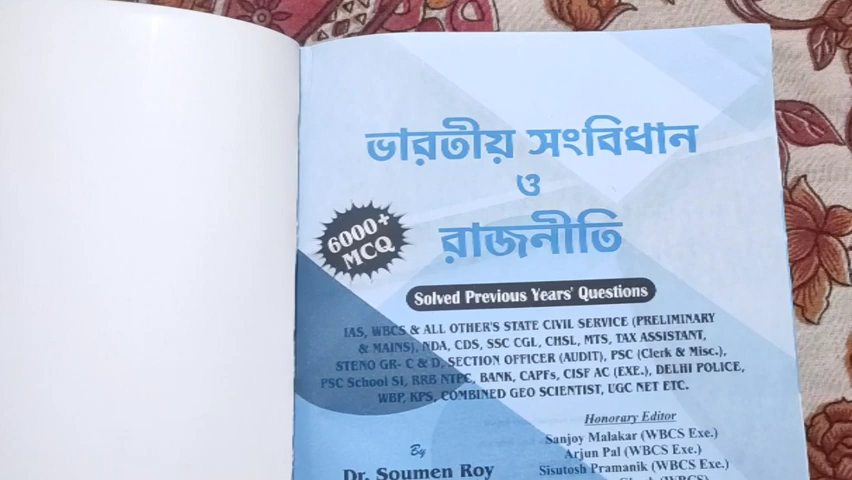 ভারতীয় সংবিধান
ও
রাজনীতি
6000+
MCQ
Solved Previous Years' Questions
IAS, WBCS & ALL OTHER'S STATE CIVIL SERVICE (PRELIMINARY
& MAINS), NDA, CDS, SSC CGL, CHSL, MTS, TAX ASSISTANT,
STENO GR- C & D, SECTION OFFICER (AUDIT), PSC (Clerk & Misc.),
PSC School SI, RRB NTPC, BANK, CAPFs, CISF AC (EXE.), DELHI POLICE,
WBP, KPS, COMBINED GEO SCIENTIST, UGC NET ETC.
By
Dr. Soumen Roy
Honorary Editor
Sanjoy Malakar (WBCS Exe.)
Arjun Pal (WBCS Exe.)
Sisutosh Pramanik (WBCS Exe.)